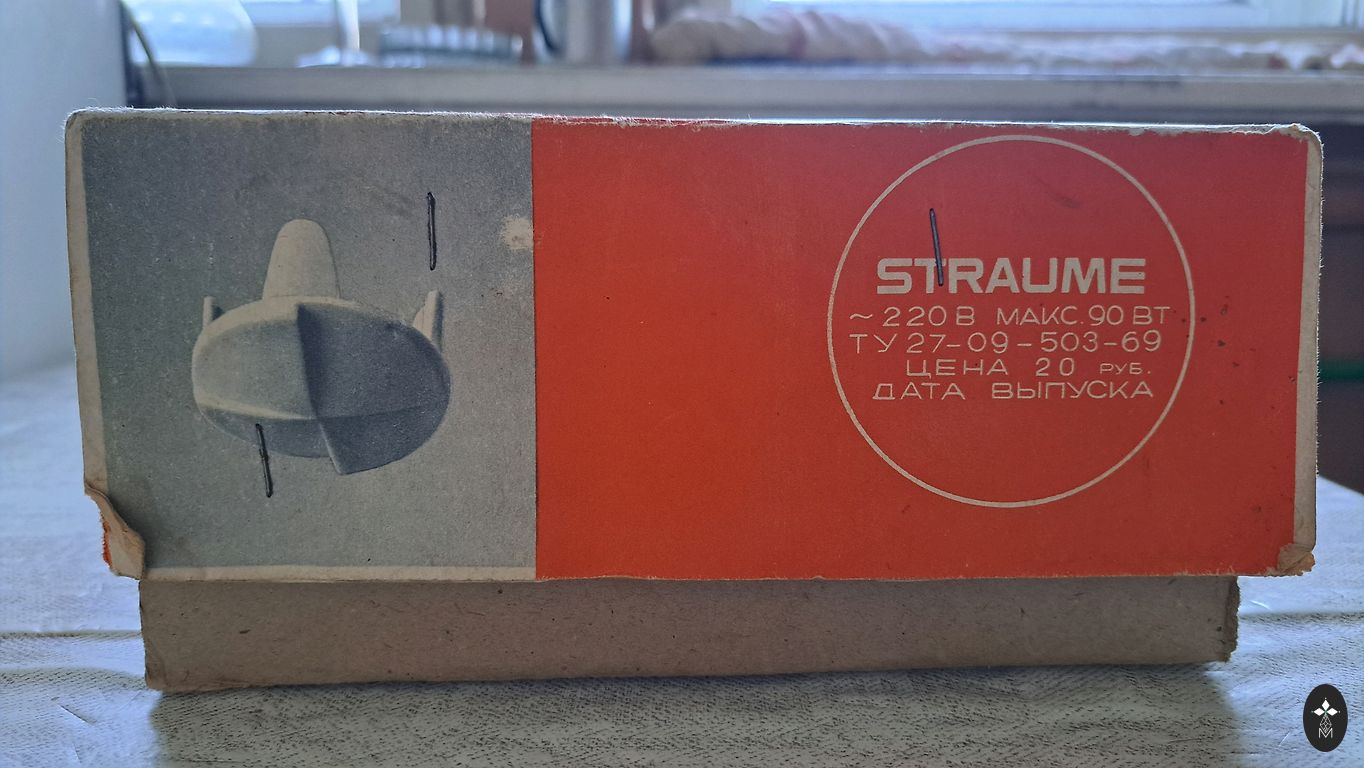 STRAUME
~220 В МАКС. 90 ВТ
ТУ 27-09-503-69
ЦЕНА 20 РУБ.
ДАТА ВЫПУСКА
M